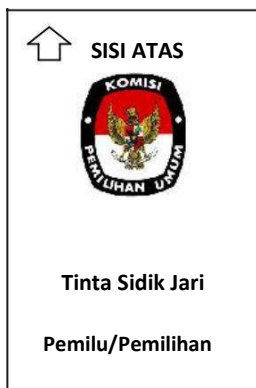 SISI ATAS
KOMISI
PEMILIHAN UMUM
Tinta Sidik Jari
Pemilu/Pemilihan